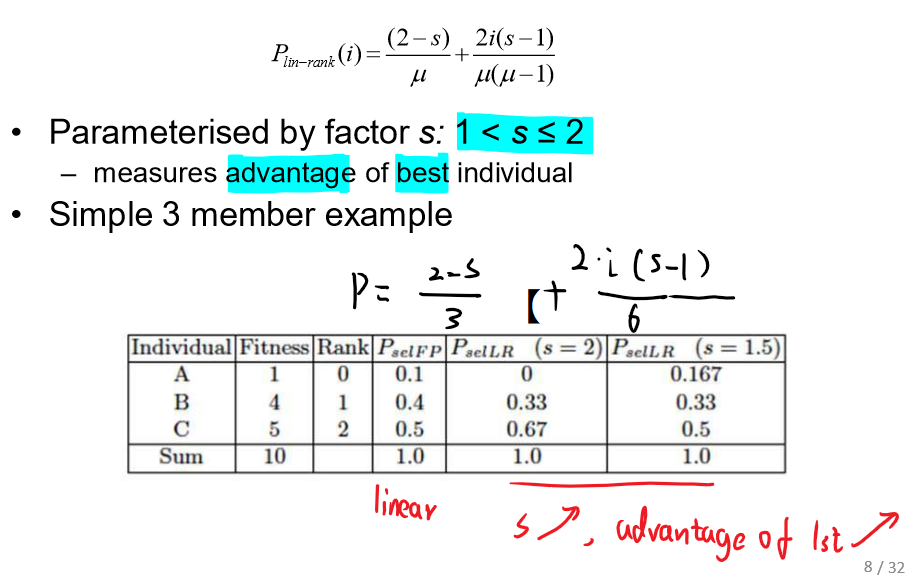 P_{lin-rank}(i) = \frac{(2-s)}{\mu} + \frac{2i(s-1)}{\mu(\mu-1)}
• Parameterised by factor s: 1 < s ≤ 2
– measures advantage of best individual
• Simple 3 member example
P = \frac{2-s}{3} [+ \frac{2·i(s-1)}{6}
Individual Fitness Rank P_{selFP} P_{selLR} (s = 2) P_{selLR} (s = 1.5)
A 1 0 0.1 0 0.167
B 4 1 0.4 0.33 0.33
C 5 2 0.5 0.67 0.5
Sum 10 1.0 1.0 1.0
linear
s ↗, advantage of 1st ↗
8 / 32